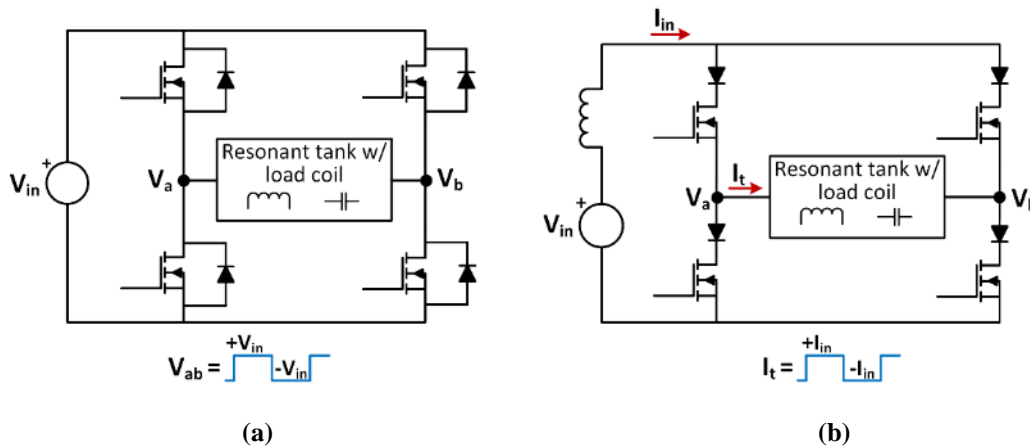 I_in
V_in
+
V_a
Resonant tank w/
load coil
V_b
V_ab =
+V_in
-V_in
(a)
V_in
+
V_a
I_t
Resonant tank w/
load coil
I_t =
+I_in
-I_in
(b)